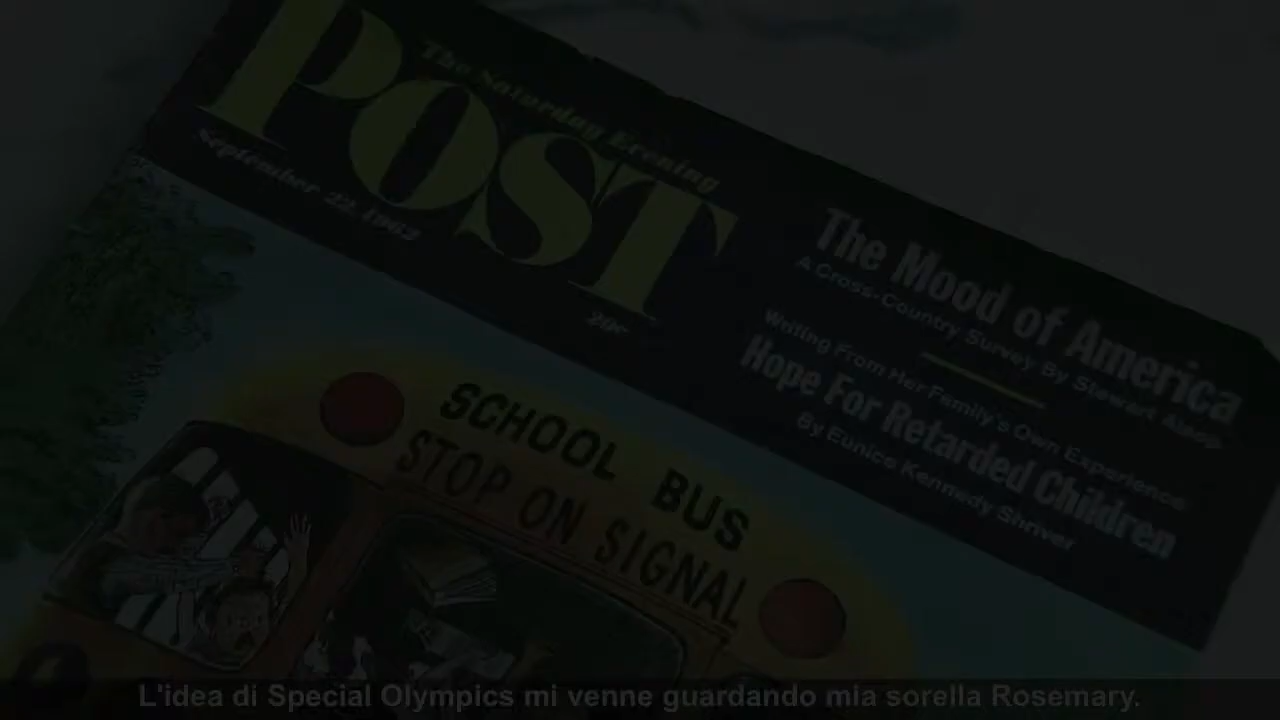 The Saturday Evening
POST
September 22, 1962
20c
The Mood of America
A Cross-Country Survey By Stewart Alsop
Writing From Her Family's Own Experience
Hope For Retarded Children
By Eunice Kennedy Shriver
SCHOOL BUS
STOP ON SIGNAL
L'idea di Special Olympics mi venne guardando mia sorella Rosemary.